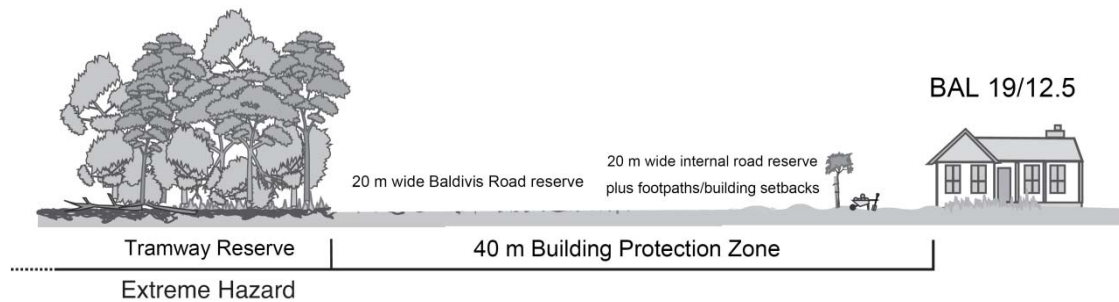 BAL 19/12.5
20 m wide Baldivis Road reserve
20 m wide internal road reserve
plus footpaths/building setbacks
Tramway Reserve
40 m Building Protection Zone
Extreme Hazard